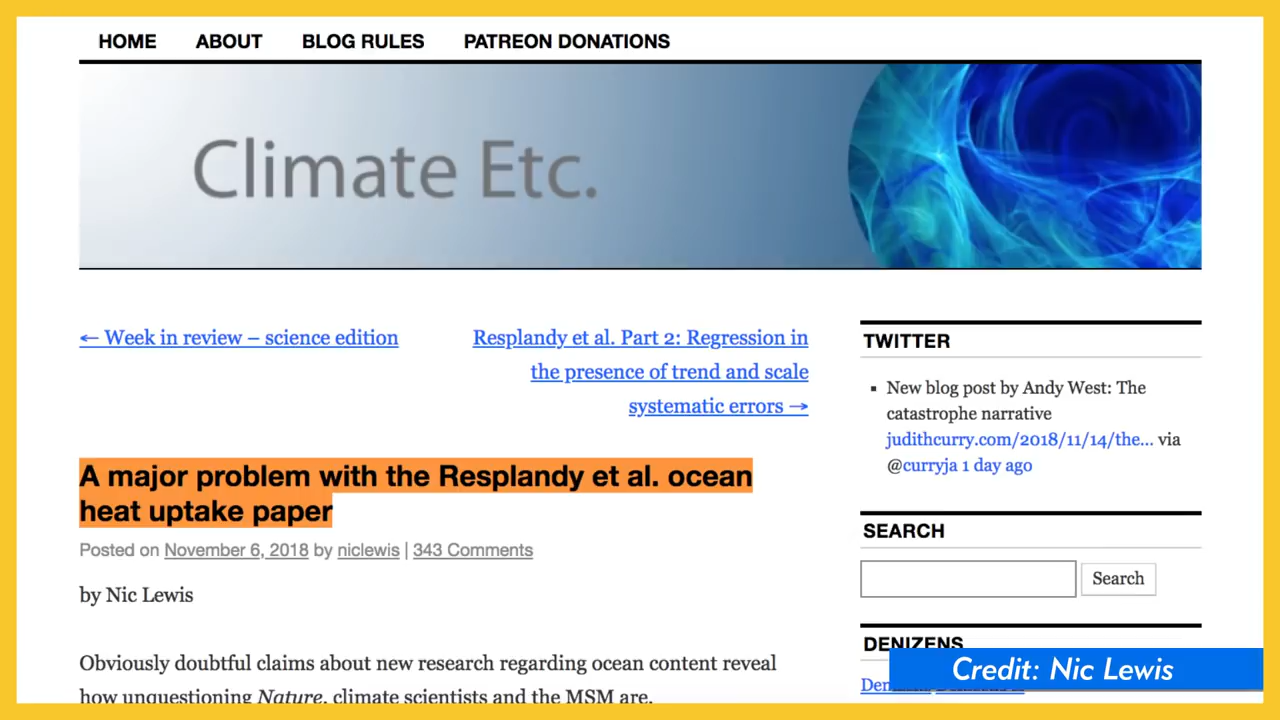 HOME ABOUT BLOG RULES PATREON DONATIONS
Climate Etc.
← Week in review – science edition
Resplandy et al. Part 2: Regression in
the presence of trend and scale
systematic errors →
A major problem with the Resplandy et al. ocean
heat uptake paper
Posted on November 6, 2018 by niclewis | 343 Comments
by Nic Lewis
Obviously doubtful claims about new research regarding ocean content reveal
how unquestioning Nature, climate scientists and the MSM are.
TWITTER
▪ New blog post by Andy West: The
catastrophe narrative
judithcurry.com/2018/11/14/the... via
@curryja 1 day ago
SEARCH
Search
DENIZENS
Credit: Nic Lewis